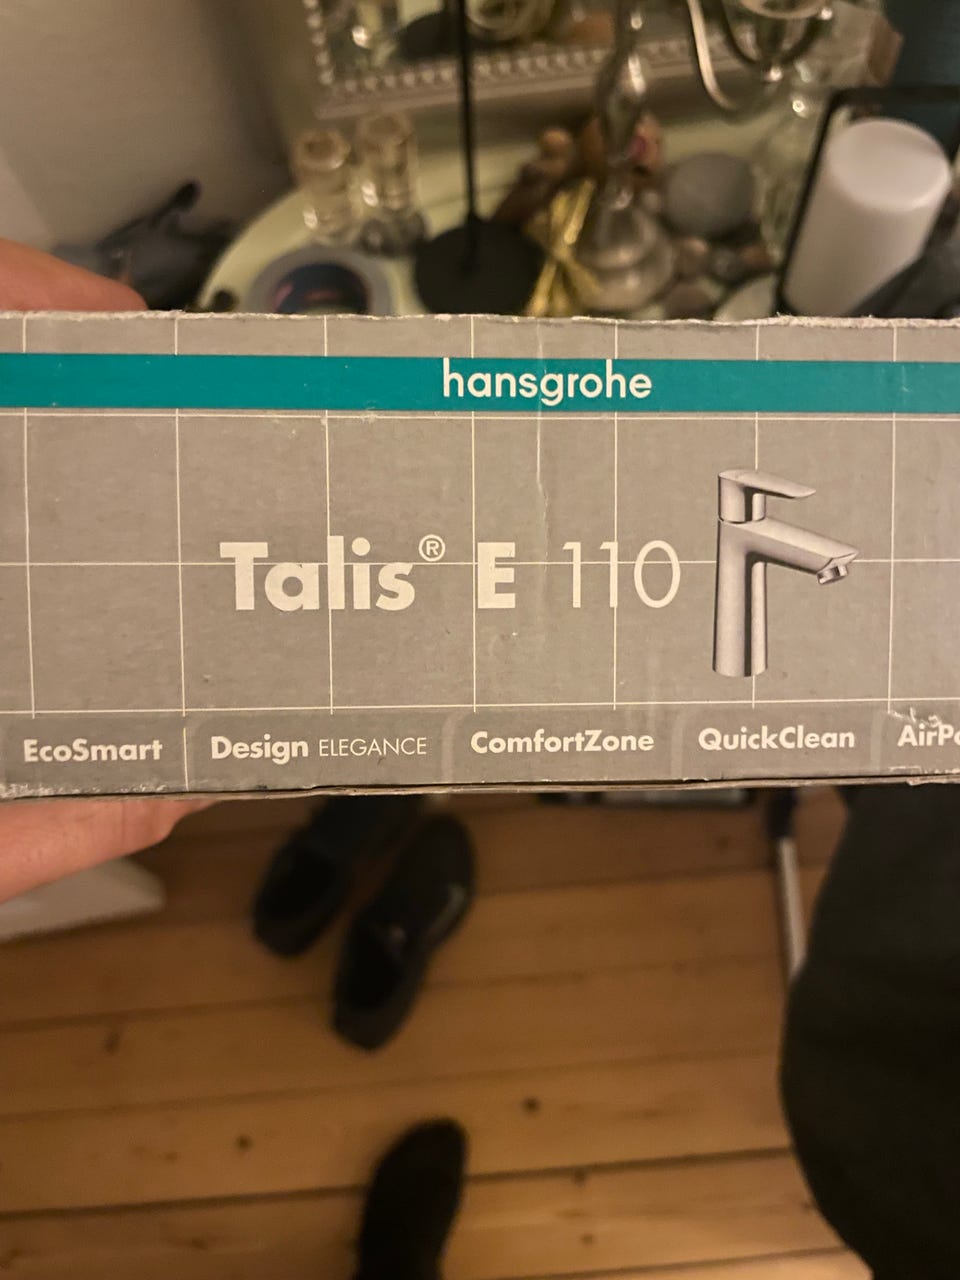 hansgrohe
Talis® E 110
EcoSmart Design ELEGANCE ComfortZone QuickClean